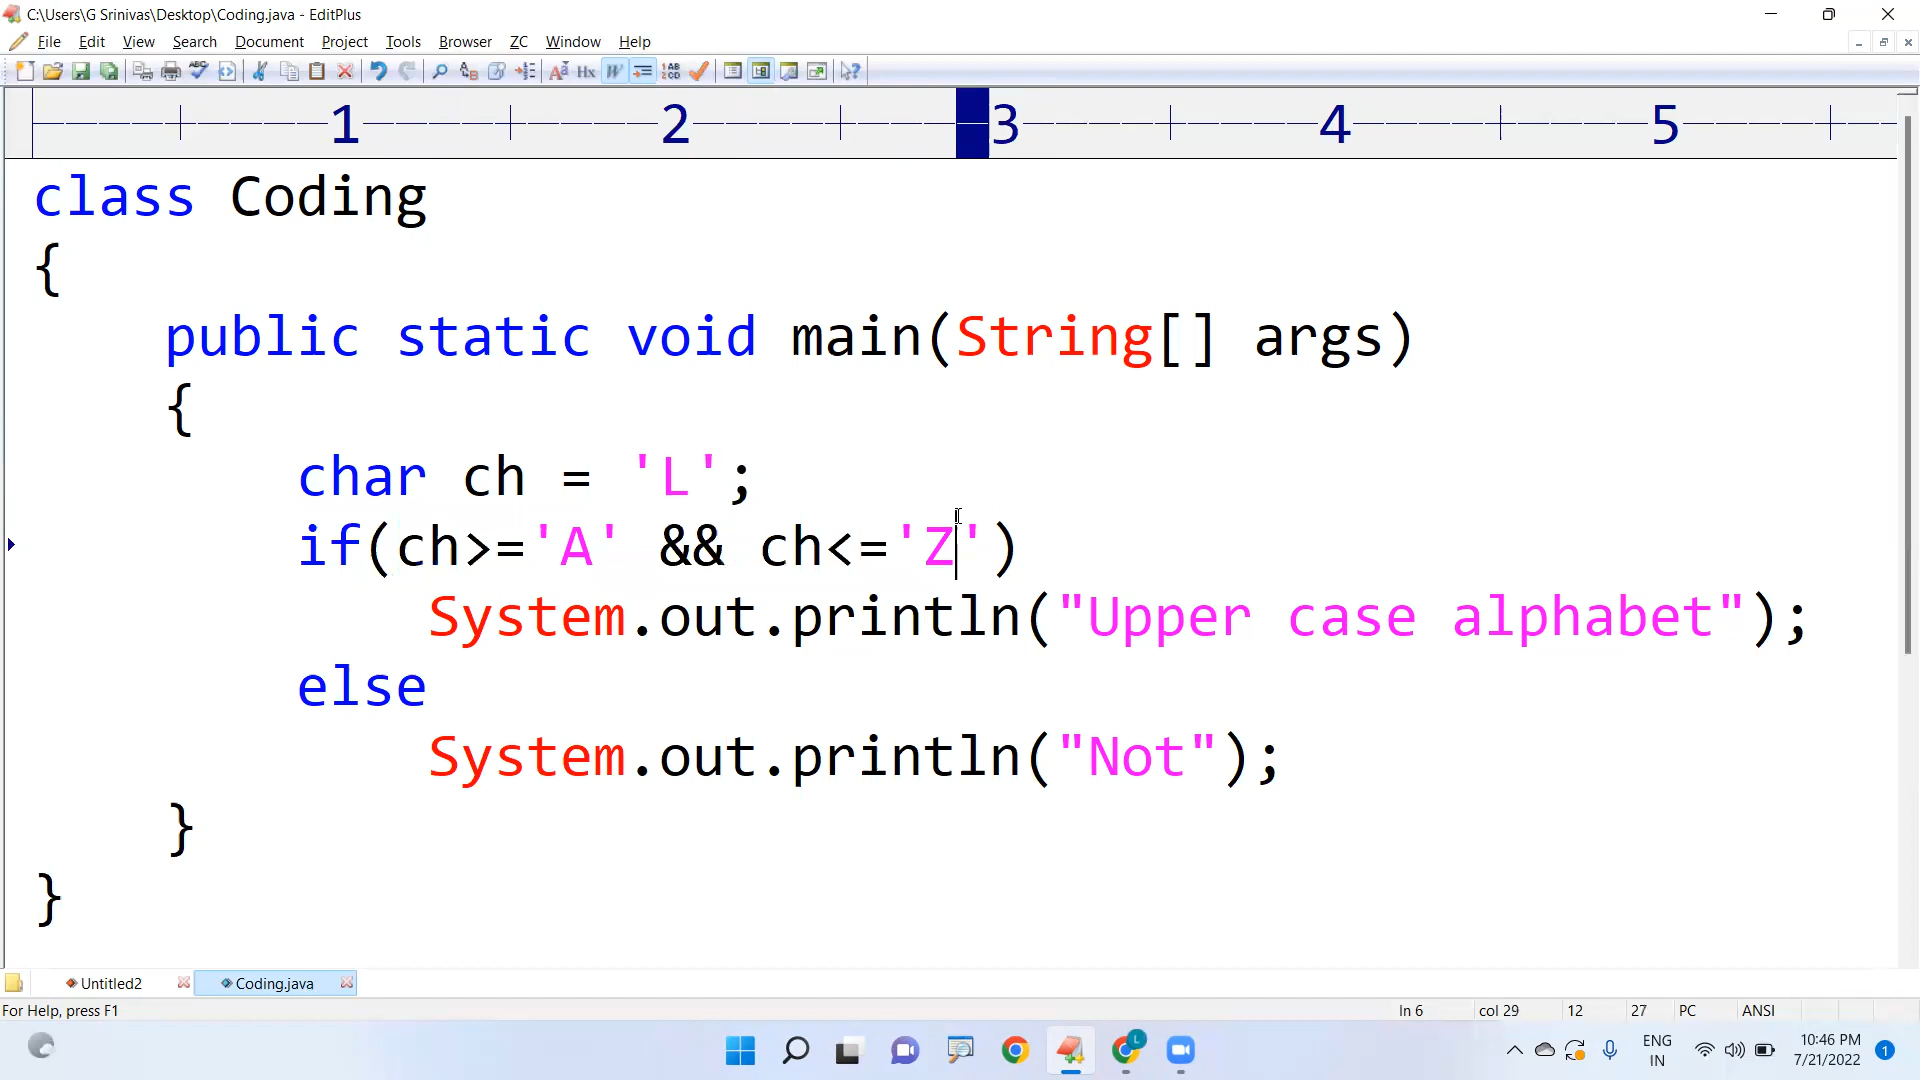 C:\Users\G Srinivas\Desktop\Coding.java - EditPlus
File Edit View Search Document Project Tools Browser ZC Window Help
1 2 3 4 5
class Coding
{
public static void main(String[] args)
{
char ch = 'L';
if(ch>='A' && ch<='Z')
System.out.println("Upper case alphabet");
else
System.out.println("Not");
}
}
Untitled2 Coding.java
For Help, press F1 ln 6 col 29 12 27 PC ANSI
L
ENG
IN
10:46 PM
7/21/2022
1